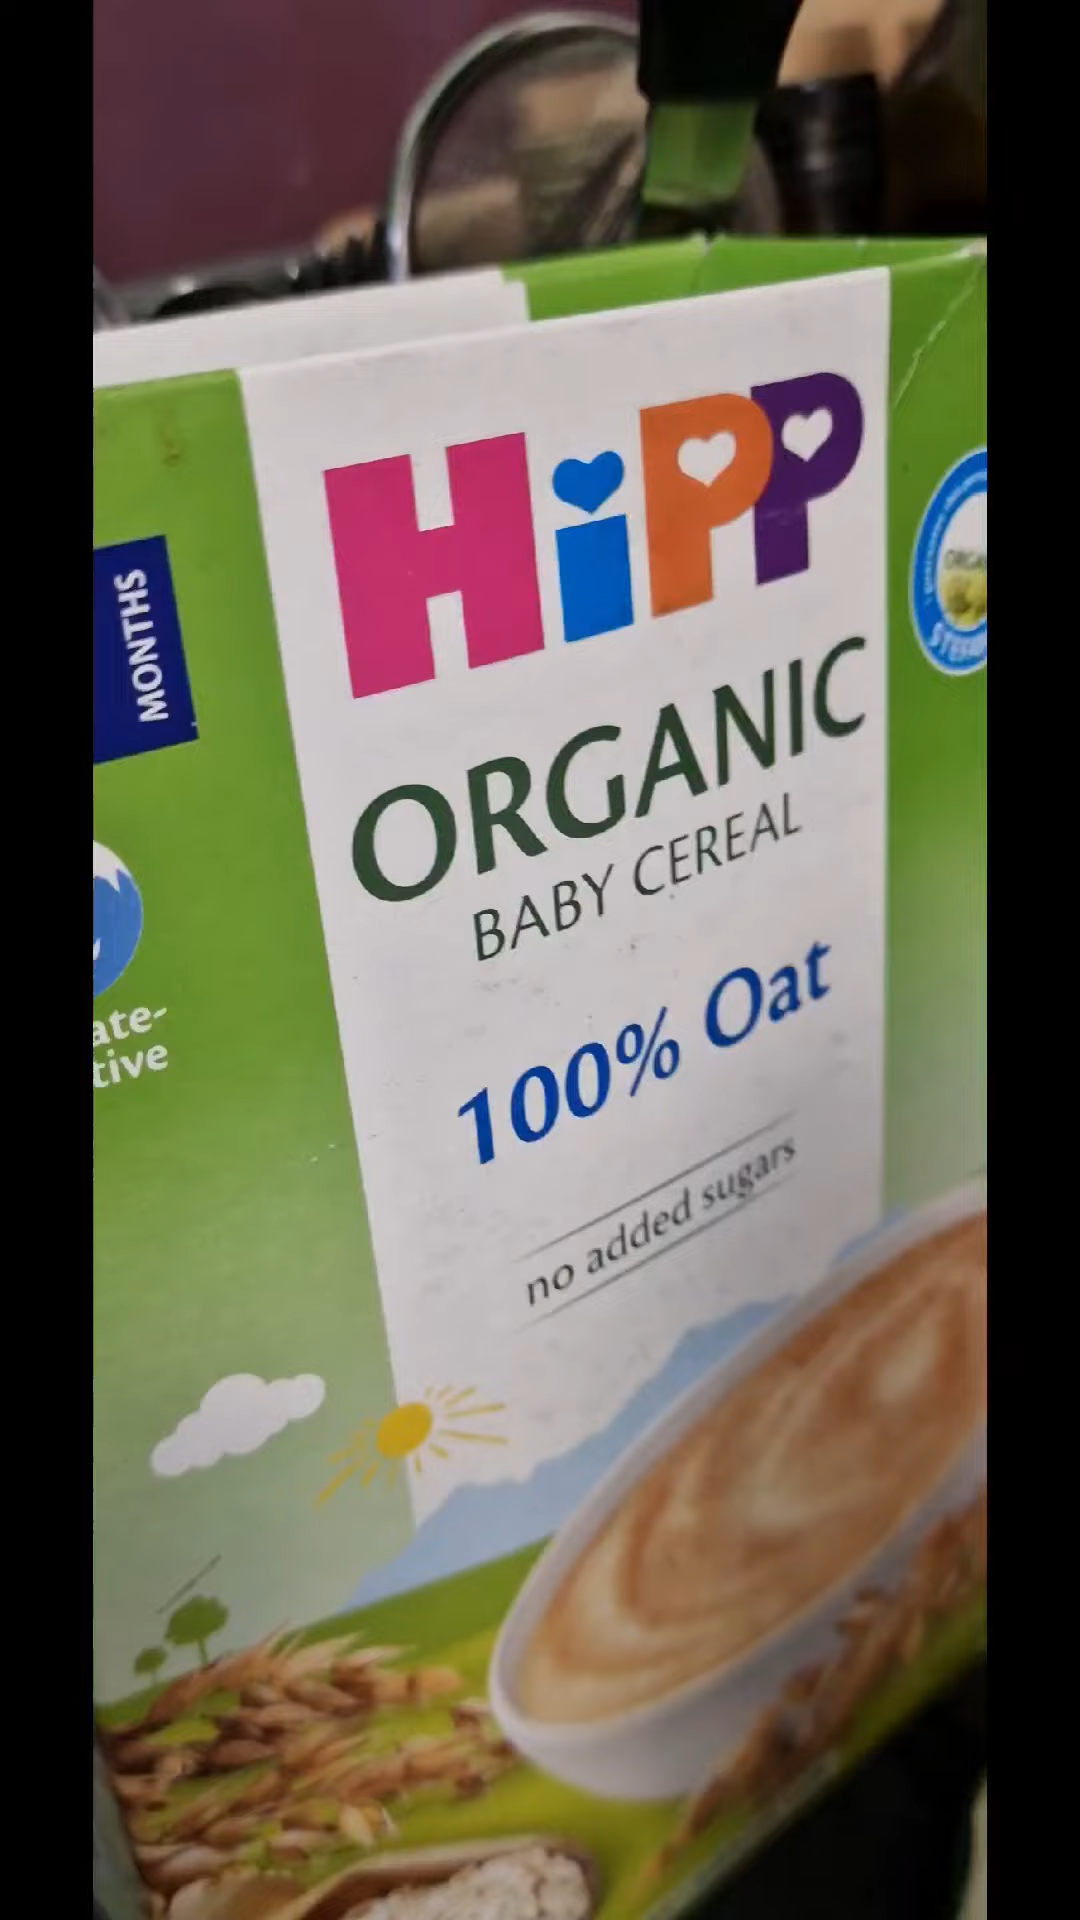 HiPP
ORGANIC
BABY CEREAL
100% Oat
no added sugars
MONTHS
ate-
tive